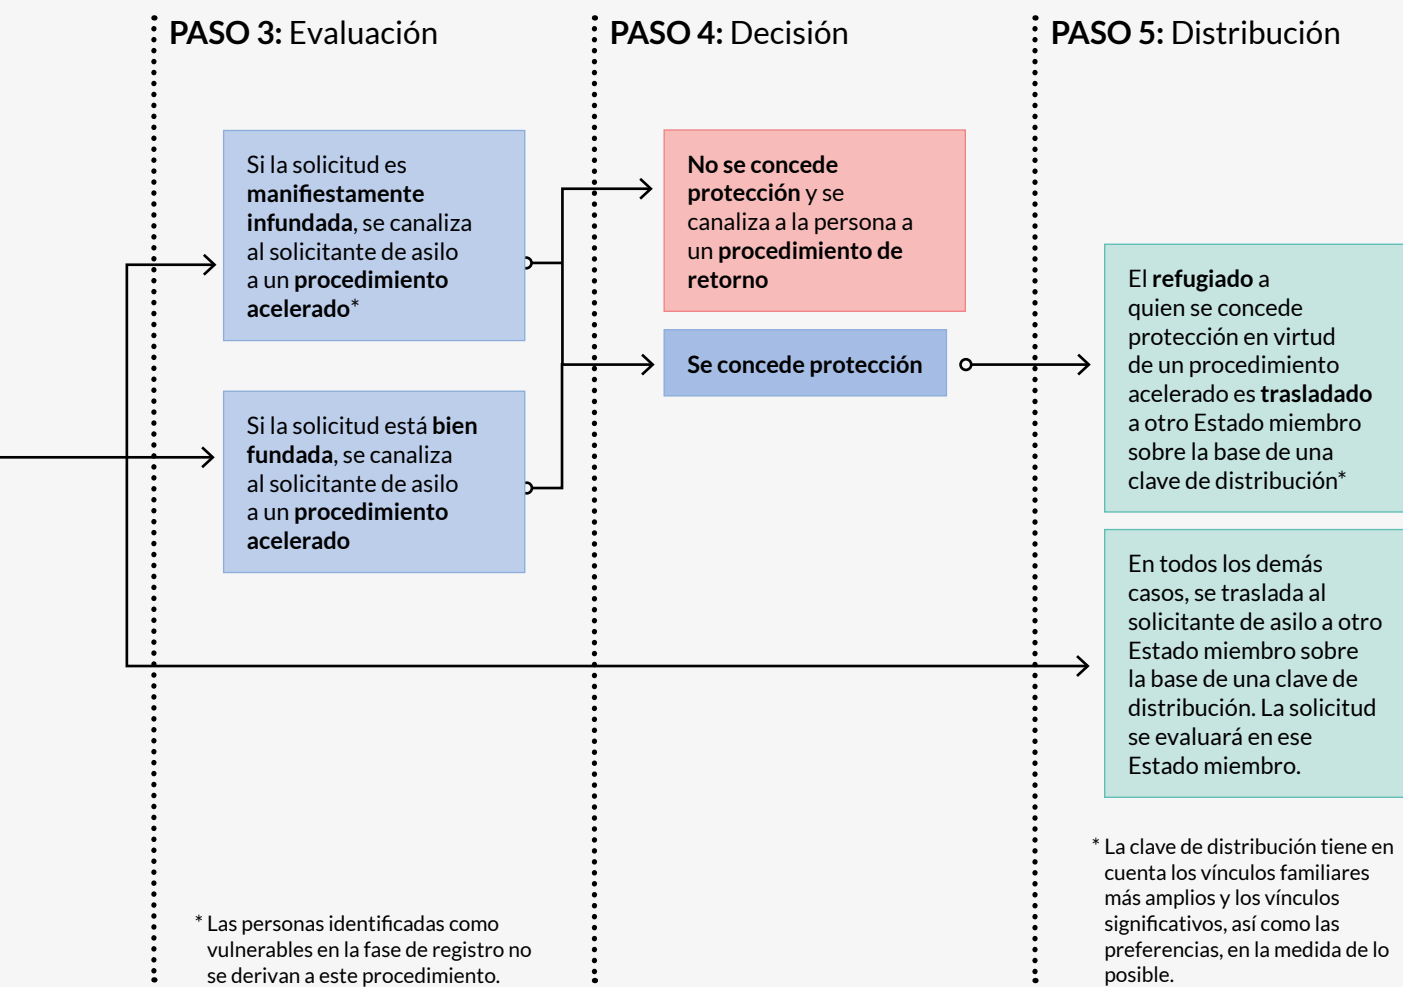 PASO 3: Evaluación
Si la solicitud es
manifiestamente
infundada, se canaliza
al solicitante de asilo
a un procedimiento
acelerado*
Si la solicitud está bien
fundada, se canaliza
al solicitante de asilo
a un procedimiento
acelerado
* Las personas identificadas como
vulnerables en la fase de registro no
se derivan a este procedimiento.
PASO 4: Decisión
No se concede
protección y se
canaliza a la persona a
un procedimiento de
retorno
Se concede protección
PASO 5: Distribución
El refugiado a
quien se concede
protección en virtud
de un procedimiento
acelerado es trasladado
a otro Estado miembro
sobre la base de una
clave de distribución*
En todos los demás
casos, se traslada al
solicitante de asilo a otro
Estado miembro sobre
la base de una clave de
distribución. La solicitud
se evaluará en ese
Estado miembro.
* La clave de distribución tiene en
cuenta los vínculos familiares
más amplios y los vínculos
significativos, así como las
preferencias, en la medida de lo
posible.